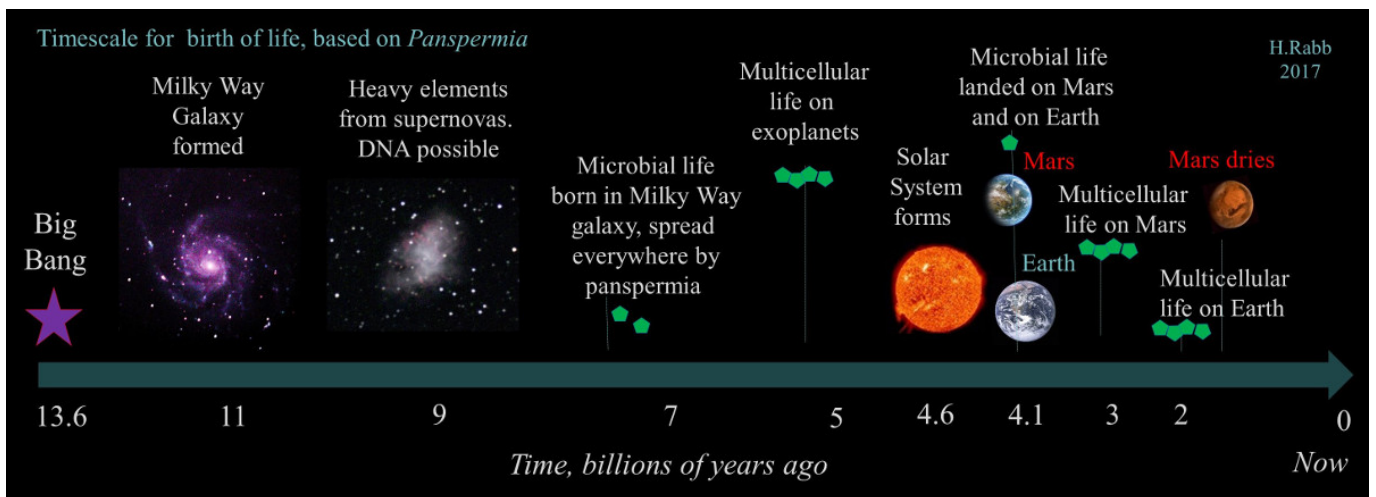 Timescale for birth of life, based on Panspermia
H.Rabb
2017
Big
Bang
Milky Way
Galaxy
formed
Heavy elements
from supernovas.
DNA possible
Microbial life
born in Milky Way
galaxy, spread
everywhere by
panspermia
Multicellular
life on
exoplanets
Solar
System
forms
Microbial life
landed on Mars
and on Earth
Mars
Earth
Multicellular
life on Mars
Mars dries
Multicellular
life on Earth
13.6 11 9 7 5 4.6 4.1 3 2 0
Time, billions of years ago
Now